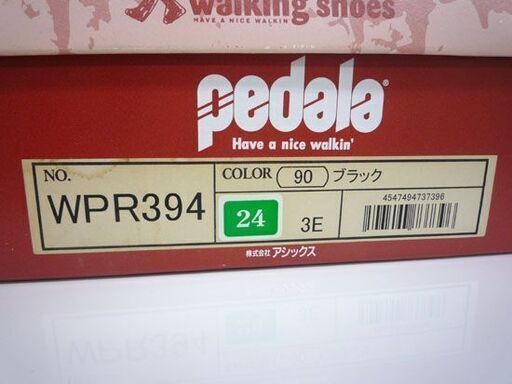 walking shoes
HAVE A NICE WALKIN'
pedala®
Have a nice walkin'
NO.
WPR394
COLOR 90 ブラック
24
3E
4547494737396
株式会社 アシックス